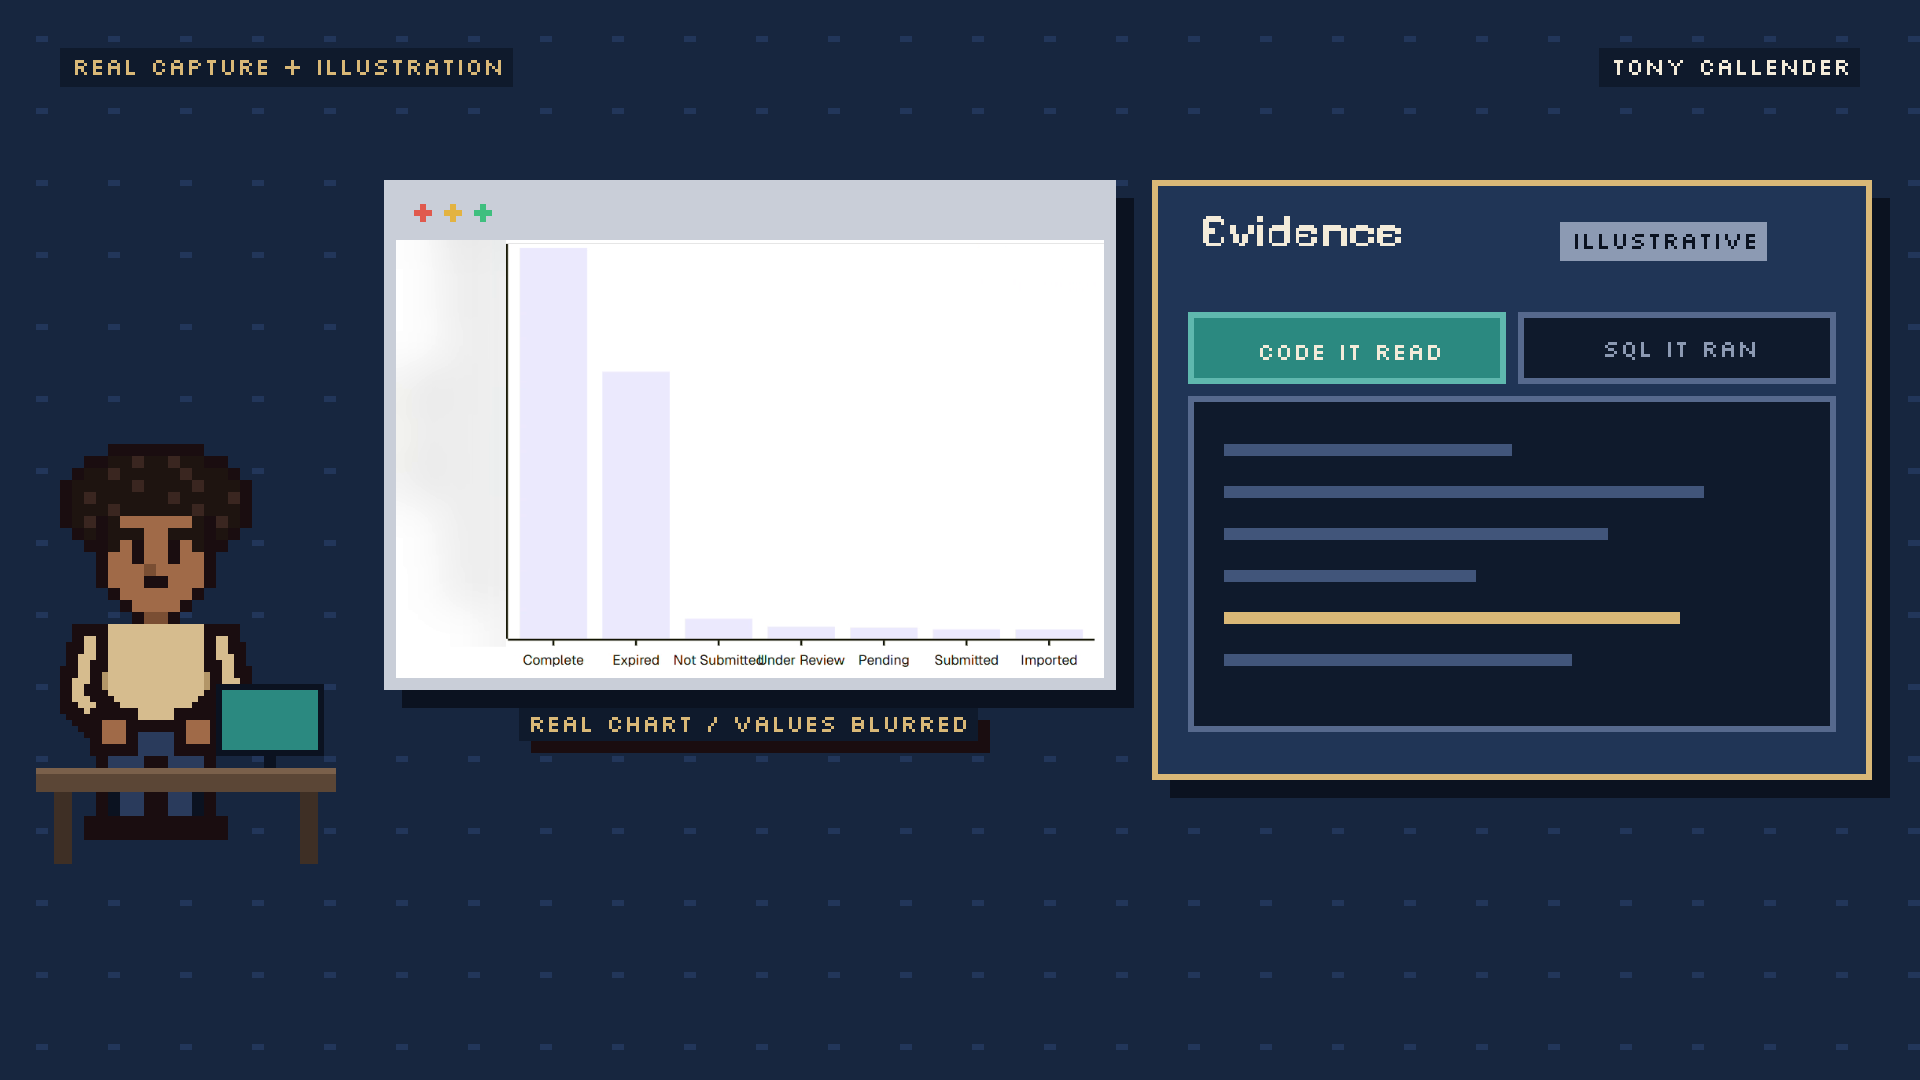 REAL CAPTURE + ILLUSTRATION
TONY CALLENDER
Evidence
ILLUSTRATIVE
CODE IT READ
SQL IT RAN
Complete
Expired
Not Submitted
Under Review
Pending
Submitted
Imported
REAL CHART / VALUES BLURRED